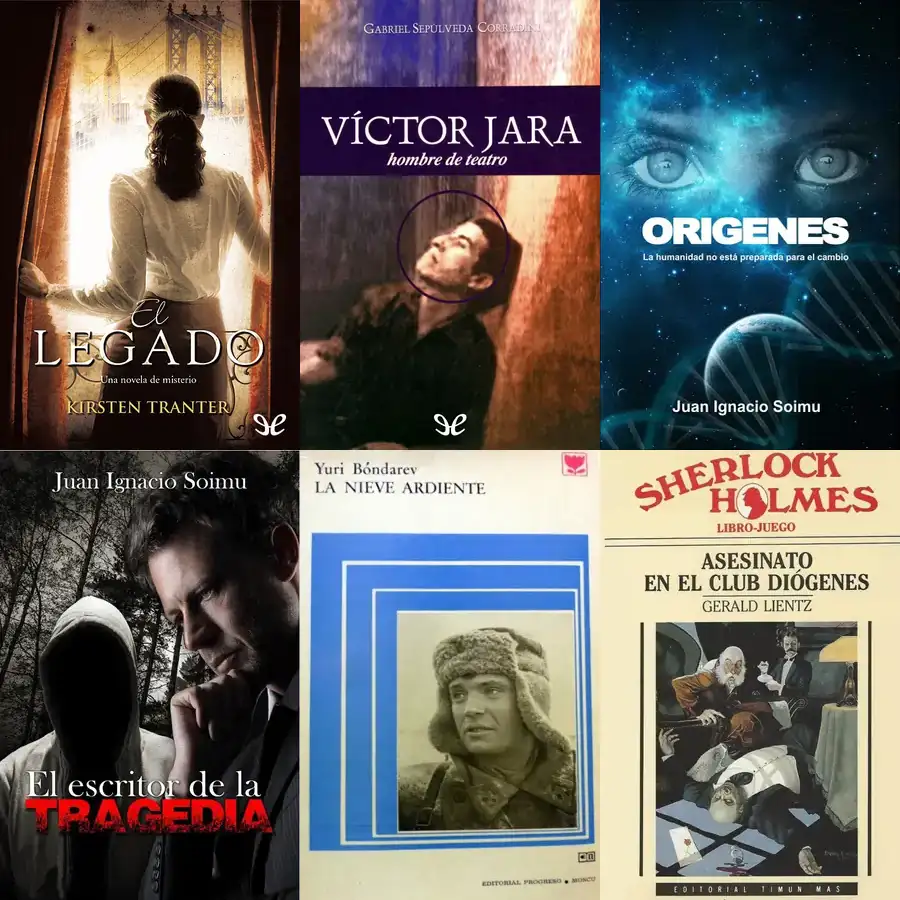 El
LEGADO
Una novela de misterio
KIRSTEN TRANTER
GABRIEL SEPÚLVEDA CORRADINI
VÍCTOR JARA
hombre de teatro
ORIGENES
La humanidad no está preparada para el cambio
Juan Ignacio Soimu
Juan Ignacio Soimu
El escritor de la
TRAGEDIA
Yuri Bóndarev
LA NIEVE ARDIENTE
EDITORIAL PROGRESO • MOSCÚ
SHERLOCK
HOLMES
LIBRO-JUEGO
ASESINATO
EN EL CLUB DIÓGENES
GERALD LIENTZ
EDITORIAL TIMUN MAS